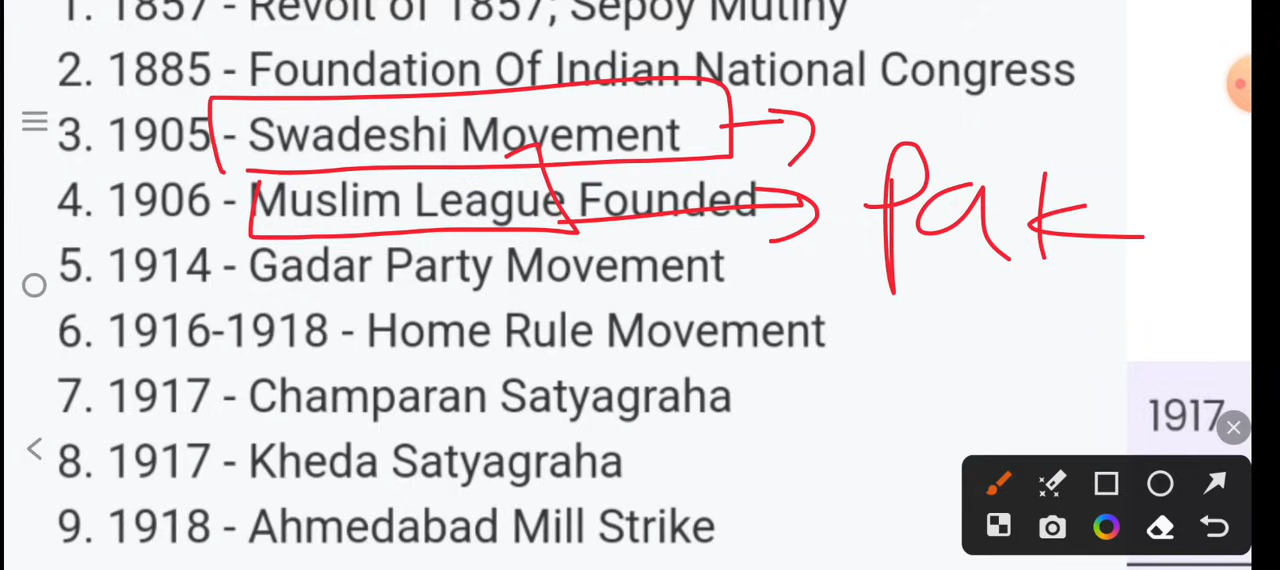 1. 1857 - Revolt of 1857; Sepoy Mutiny
2. 1885 - Foundation Of Indian National Congress
3. 1905 - Swadeshi Movement
4. 1906 - Muslim League Founded
Pak
5. 1914 - Gadar Party Movement
6. 1916-1918 - Home Rule Movement
7. 1917 - Champaran Satyagraha
1917
8. 1917 - Kheda Satyagraha
9. 1918 - Ahmedabad Mill Strike